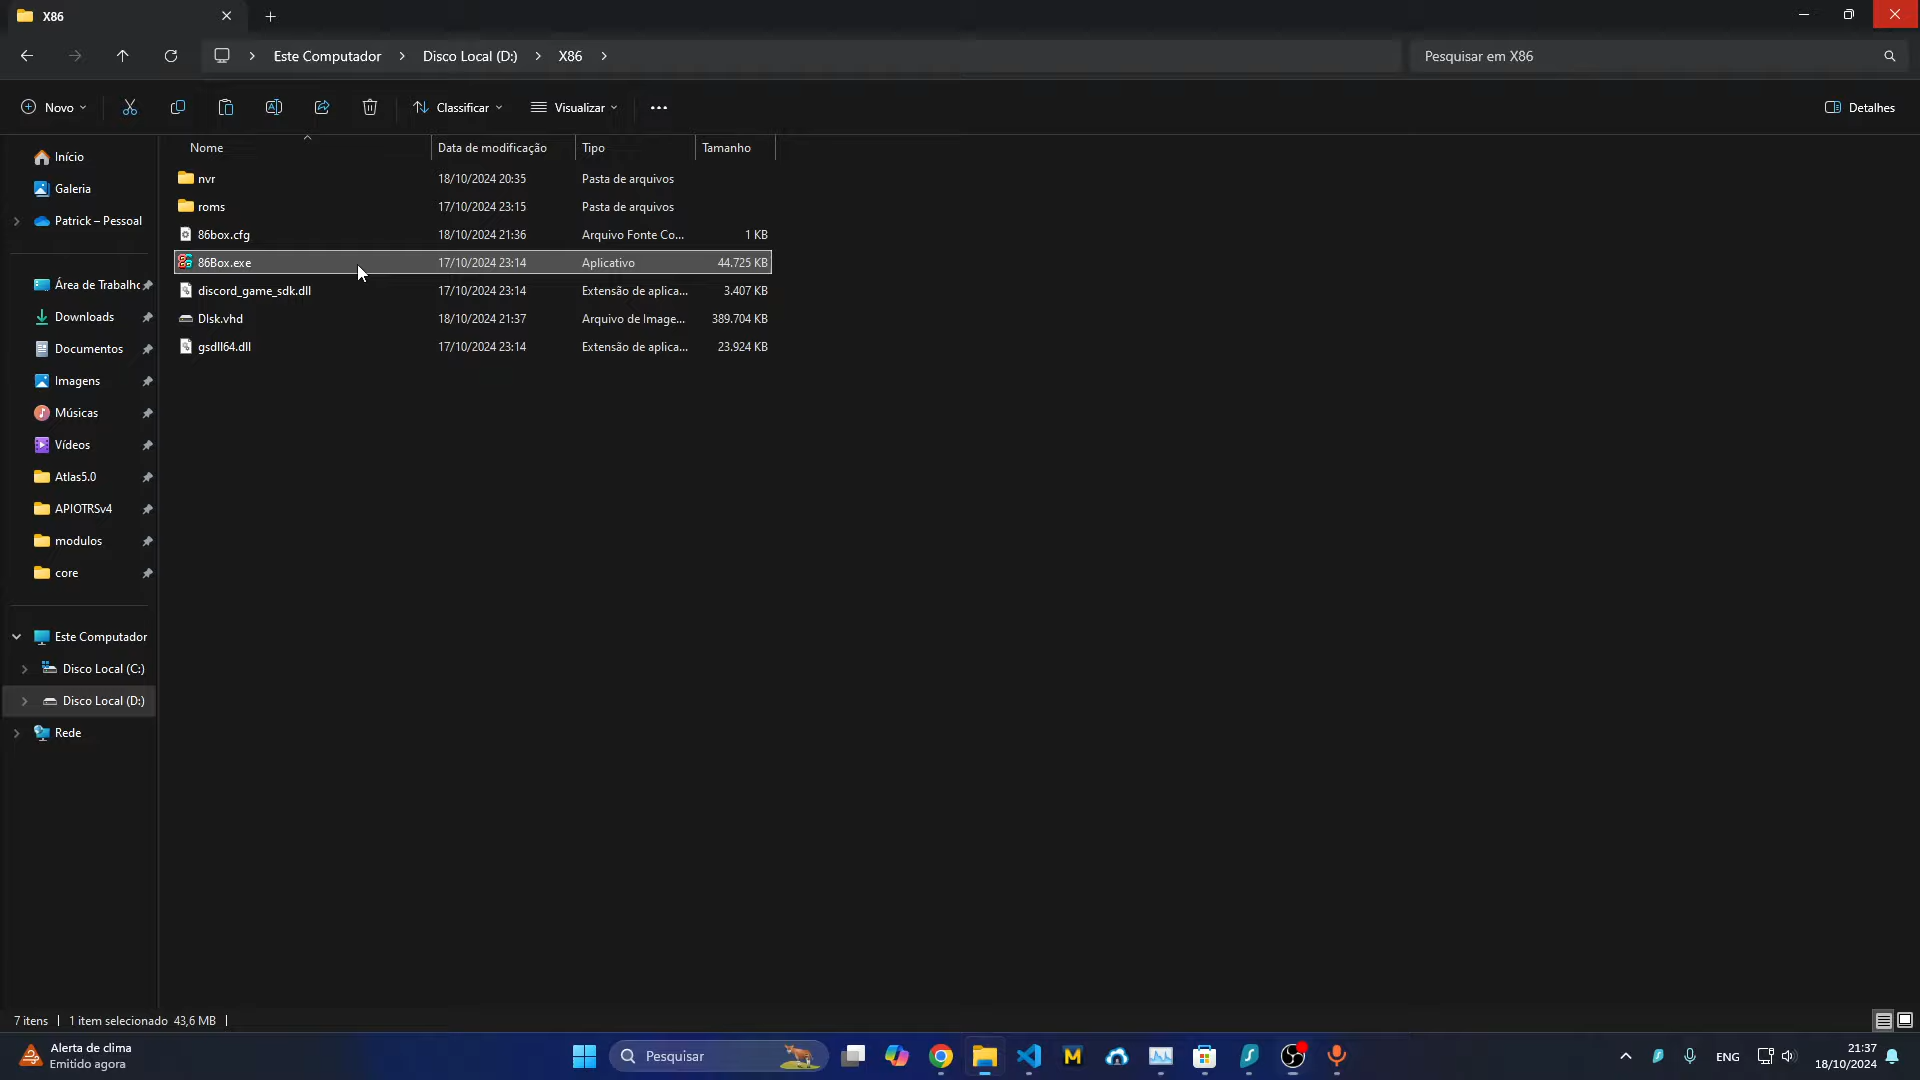 X86
Este Computador
Disco Local (D:)
X86
Pesquisar em X86
Novo
Classificar
Visualizar
Detalhes
Nome
Data de modificação
Tipo
Tamanho
nvr
18/10/2024 20:35
Pasta de arquivos
roms
17/10/2024 23:15
Pasta de arquivos
86box.cfg
18/10/2024 21:36
Arquivo Fonte Co...
1 KB
86Box.exe
17/10/2024 23:14
Aplicativo
44.725 KB
discord_game_sdk.dll
17/10/2024 23:14
Extensão de aplica...
3.407 KB
DIsk.vhd
18/10/2024 21:37
Arquivo de Image...
389.704 KB
gsdll64.dll
17/10/2024 23:14
Extensão de aplica...
23.924 KB
Início
Galeria
Patrick – Pessoal
Área de Trabalho
Downloads
Documentos
Imagens
Músicas
Vídeos
Atlas5.0
APIOTRSv4
modulos
core
Este Computador
Disco Local (C:)
Disco Local (D:)
Rede
7 itens
1 item selecionado 43,6 MB
Alerta de clima
Emitido agora
Pesquisar
ENG
21:37
18/10/2024